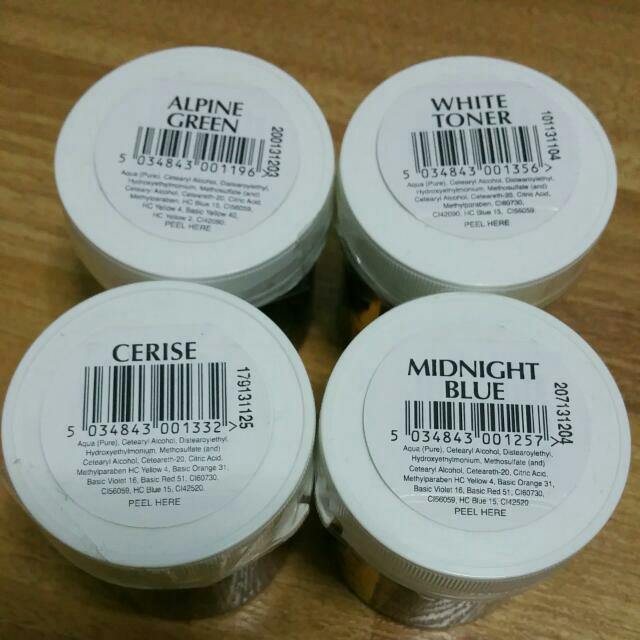 ALPINE
GREEN
5 034843 001196 >
200131203
Aqua (Pure), Cetearyl Alcohol, Distearoylethyl,
Hydroxyethylmonium, Methosulfate (and)
Cetearyl Alcohol, Ceteareth-20, Citric Acid,
Methylparaben, HC Blue 15, CI56059,
HC Yellow 4, Basic Yellow 40,
HC Yellow 2, CI42090.
PEEL HERE
WHITE
TONER
5 034843 001356 >
101131104
Aqua (Pure), Cetearyl Alcohol, Distearoylethyl,
Hydroxyethylmonium, Methosulfate (and)
Cetearyl Alcohol, Ceteareth-20, Citric Acid,
Methylparaben, CI60730,
CI42090, HC Blue 15, CI56059.
PEEL HERE
CERISE
5 034843 001332 >
179131125
Aqua (Pure), Cetearyl Alcohol, Distearoylethyl,
Hydroxyethylmonium, Methosulfate (and)
Cetearyl Alcohol, Ceteareth-20, Citric Acid,
Methylparaben HC Yellow 4, Basic Orange 31,
Basic Violet 16, Basic Red 51, CI60730,
CI56059, HC Blue 15, CI42520.
PEEL HERE
MIDNIGHT
BLUE
5 034843 001257 >
207131204
Aqua (Pure), Cetearyl Alcohol, Distearoylethyl,
Hydroxyethylmonium, Methosulfate (and)
Cetearyl Alcohol, Ceteareth-20, Citric Acid,
Methylparaben HC Yellow 4, Basic Orange 31,
Basic Violet 16, Basic Red 51, CI60730,
CI56059, HC Blue 15, CI42520
PEEL HERE